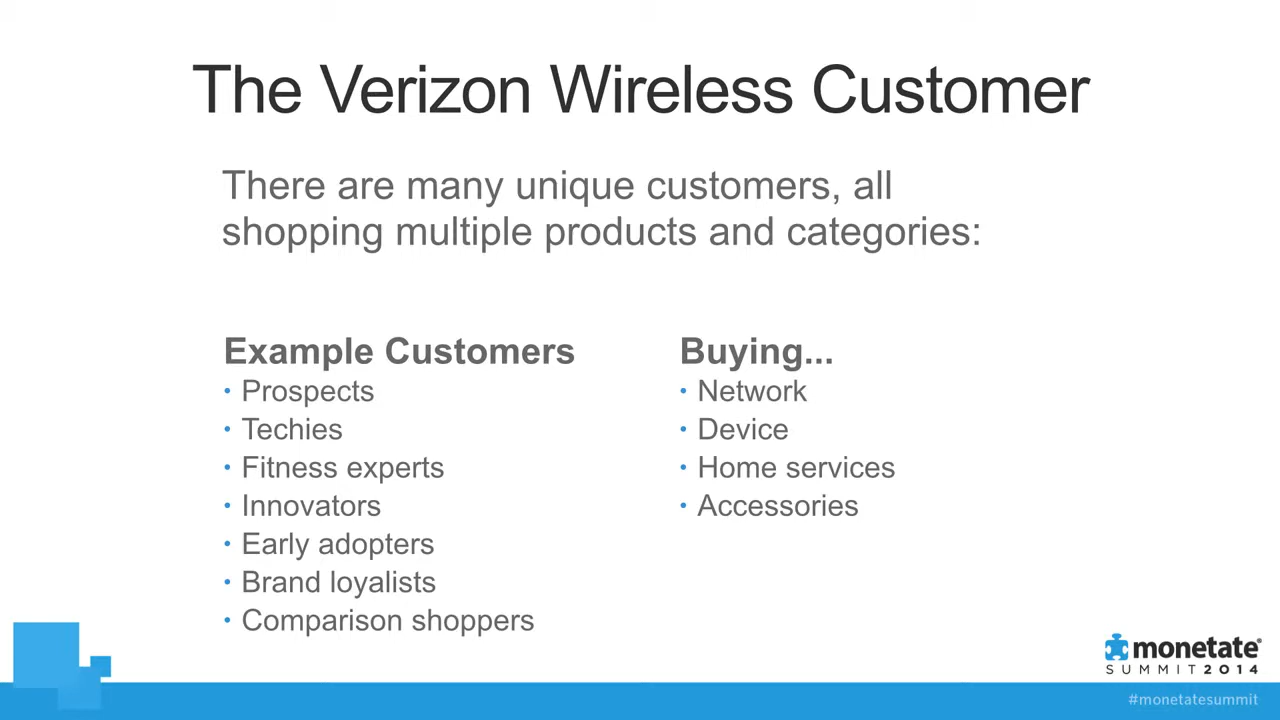 The Verizon Wireless Customer
There are many unique customers, all
shopping multiple products and categories:
Example Customers
· Prospects
· Techies
· Fitness experts
· Innovators
· Early adopters
· Brand loyalists
· Comparison shoppers
Buying...
· Network
· Device
· Home services
· Accessories
monetate®
SUMMIT2014
#monetatesummit